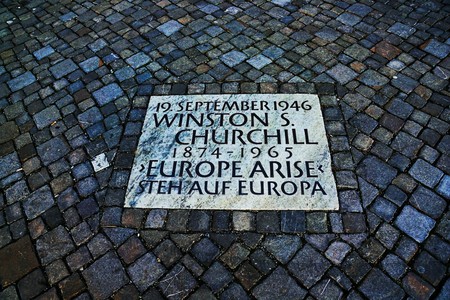 19. SEPTEMBER 1946
WINSTON S.
CHURCHILL
1874-1965
›EUROPE ARISE‹
STEH AUF EUROPA